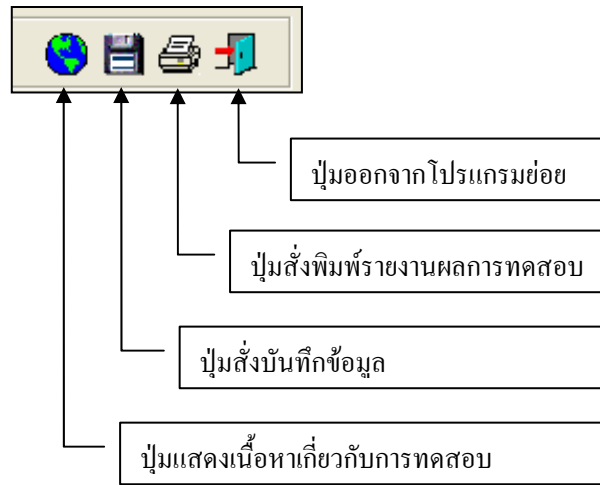 ปุ่มออกจากโปรแกรมย่อย
ปุ่มสั่งพิมพ์รายงานผลการทดสอบ
ปุ่มสั่งบันทึกข้อมูล
ปุ่มแสดงเนื้อหาเกี่ยวกับการทดสอบ